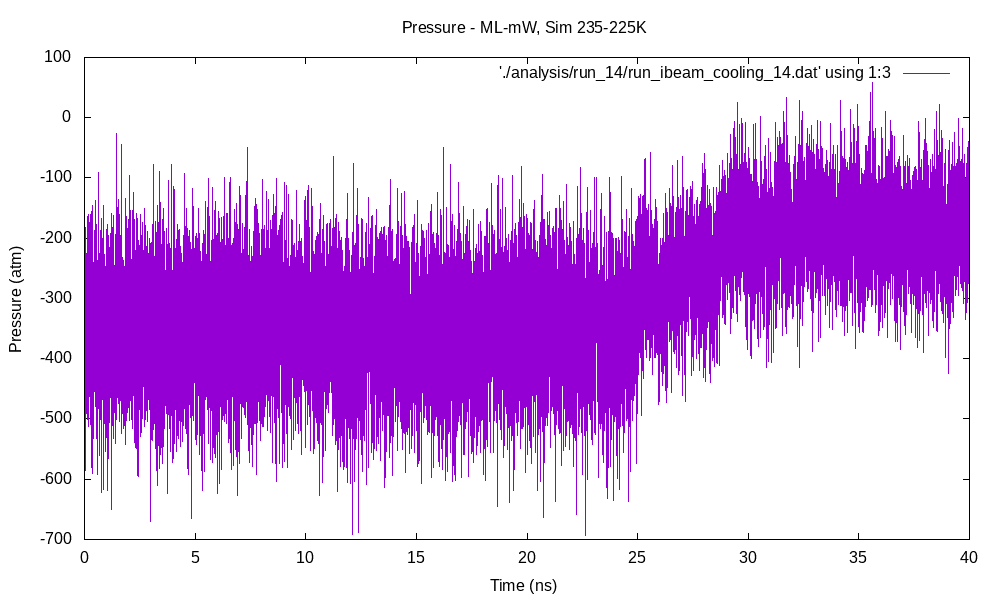 Pressure - ML-mW, Sim 235-225K
'./analysis/run_14/run_ibeam_cooling_14.dat' using 1:3
100
0
-100
-200
-300
-400
-500
-600
-700
Pressure (atm)
0 5 10 15 20 25 30 35 40
Time (ns)